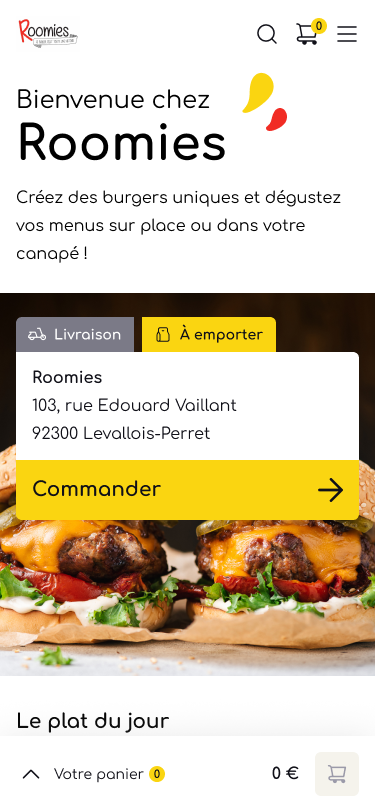 Roomies
0
Bienvenue chez
Roomies
Créez des burgers uniques et dégustez
vos menus sur place ou dans votre
canapé !
Livraison
À emporter
Roomies
103, rue Edouard Vaillant
92300 Levallois-Perret
Commander
Le plat du jour
Votre panier 0
0 €